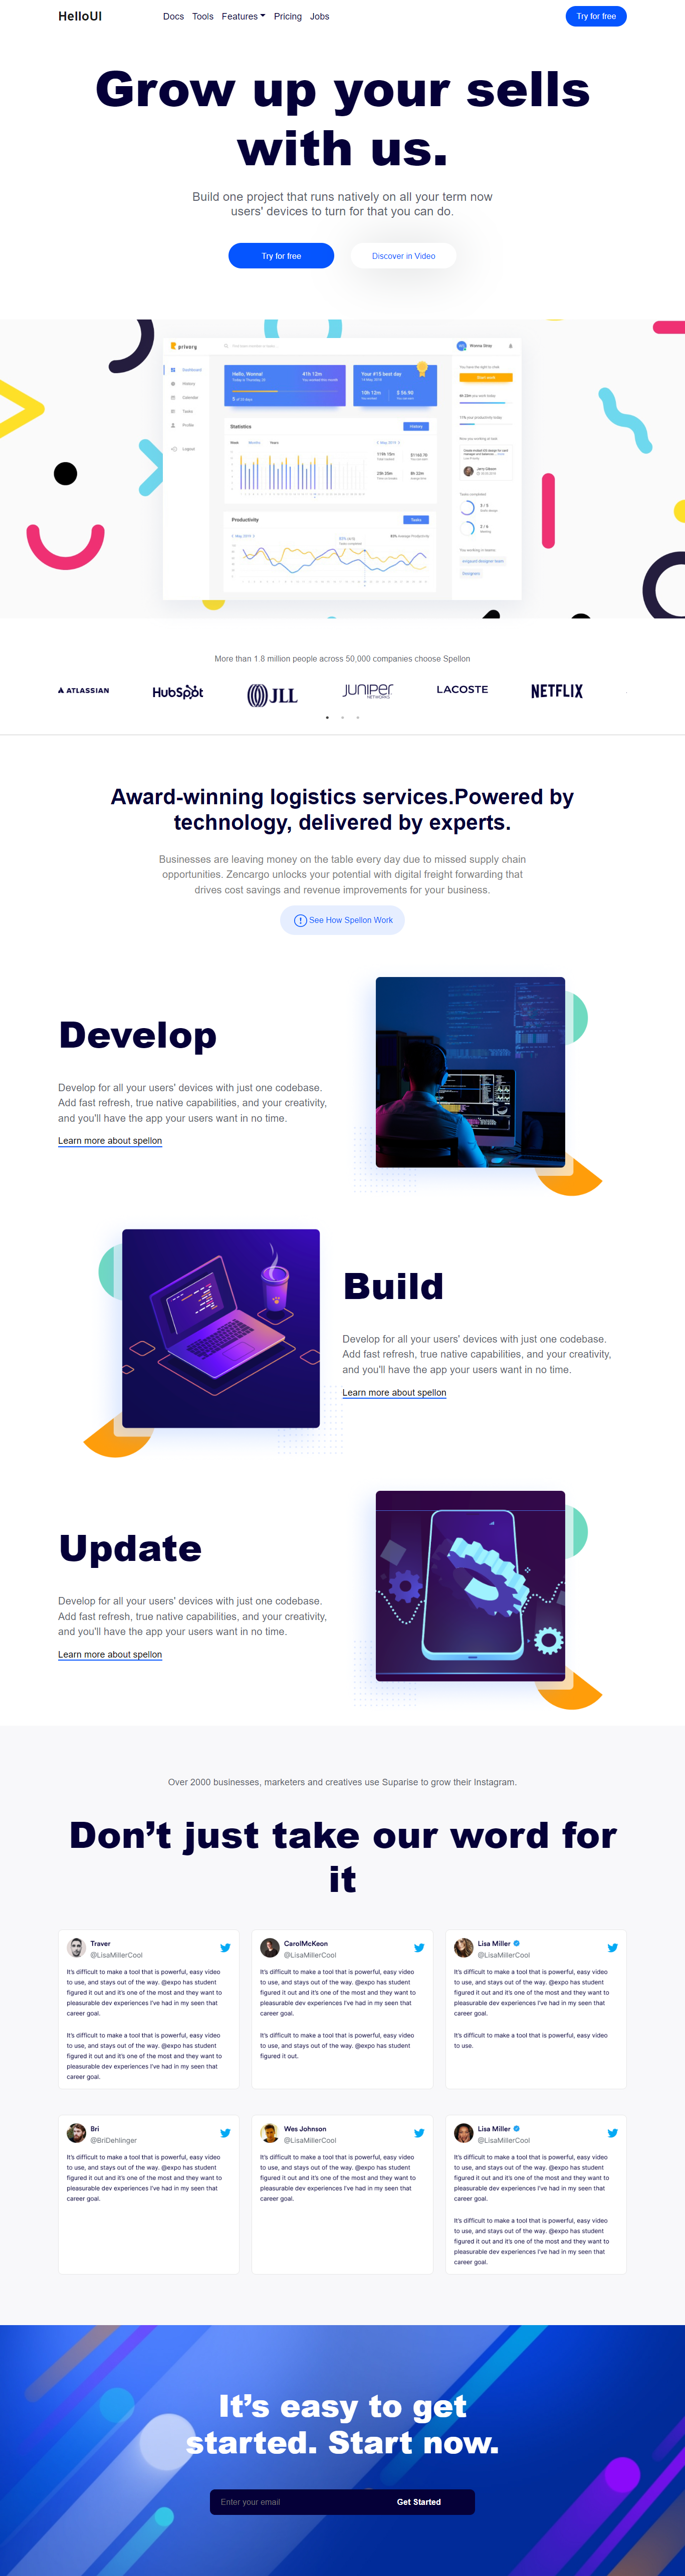 HelloUI
Docs Tools Features Pricing Jobs
Try for free
Grow up your sells
with us.
Build one project that runs natively on all your term now
users' devices to turn for that you can do.
Try for free
Discover in Video
privary
Dashboard
History
Calendar
Tasks
Profile
Logout
Hello, Wonna!
41h 12m
Your #15 best day
10h 12m
$ 56.95
Statistics
History
Week Months Years
Productivity
Tasks
More than 1.8 million people across 50,000 companies choose Spellon
ATLASSIAN
HubSpot
JLL
JUNIPER
NETWORKS
LACOSTE
NETFLIX
Award-winning logistics services.Powered by
technology, delivered by experts.
Businesses are leaving money on the table every day due to missed supply chain
opportunities. Zencargo unlocks your potential with digital freight forwarding that
drives cost savings and revenue improvements for your business.
See How Spellon Work
Develop
Develop for all your users' devices with just one codebase.
Add fast refresh, true native capabilities, and your creativity,
and you'll have the app your users want in no time.
Learn more about spellon
Build
Develop for all your users' devices with just one codebase.
Add fast refresh, true native capabilities, and your creativity,
and you'll have the app your users want in no time.
Learn more about spellon
Update
Develop for all your users' devices with just one codebase.
Add fast refresh, true native capabilities, and your creativity,
and you'll have the app your users want in no time.
Learn more about spellon
Over 2000 businesses, marketers and creatives use Suparise to grow their Instagram.
Don’t just take our word for
it
Traver
@LisaMillerCool
It's difficult to make a tool that is powerful, easy video
to use, and stays out of the way. @expo has student
figured it out and it's one of the most and they want to
pleasurable dev experiences I've had in my seen that
career goal.
It's difficult to make a tool that is powerful, easy video
to use, and stays out of the way. @expo has student
figured it out and it's one of the most and they want to
pleasurable dev experiences I've had in my seen that
career goal.
CarolMcKeon
@LisaMillerCool
It's difficult to make a tool that is powerful, easy video
to use, and stays out of the way. @expo has student
figured it out and it's one of the most and they want to
pleasurable dev experiences I've had in my seen that
career goal.
It's difficult to make a tool that is powerful, easy video
to use, and stays out of the way. @expo has student
figured it out.
Lisa Miller
@LisaMillerCool
It's difficult to make a tool that is powerful, easy video
to use, and stays out of the way. @expo has student
figured it out and it's one of the most and they want to
pleasurable dev experiences I've had in my seen that
career goal.
It's difficult to make a tool that is powerful, easy video
to use.
Bri
@BriDehlinger
It's difficult to make a tool that is powerful, easy video
to use, and stays out of the way. @expo has student
figured it out and it's one of the most and they want to
pleasurable dev experiences I've had in my seen that
career goal.
Wes Johnson
@LisaMillerCool
It's difficult to make a tool that is powerful, easy video
to use, and stays out of the way. @expo has student
figured it out and it's one of the most and they want to
pleasurable dev experiences I've had in my seen that
career goal.
Lisa Miller
@LisaMillerCool
It's difficult to make a tool that is powerful, easy video
to use, and stays out of the way. @expo has student
figured it out and it's one of the most and they want to
pleasurable dev experiences I've had in my seen that
career goal.
It's difficult to make a tool that is powerful, easy video
to use, and stays out of the way. @expo has student
figured it out and it's one of the most and they want to
pleasurable dev experiences I've had in my seen that
career goal.
It’s easy to get
started. Start now.
Enter your email
Get Started